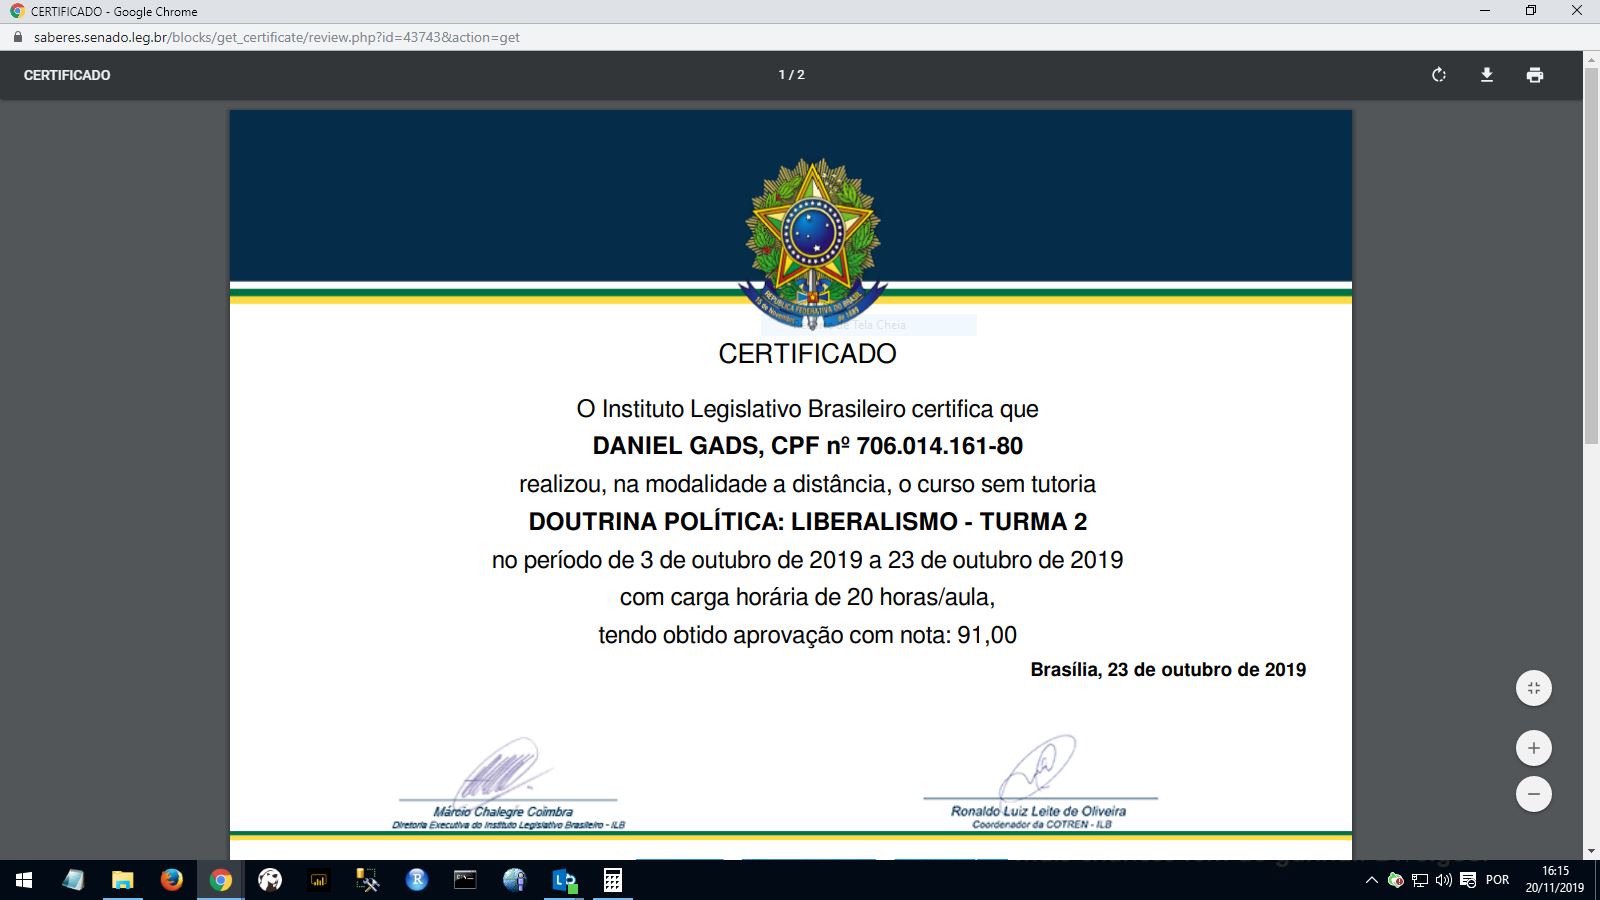 CERTIFICADO - Google Chrome
saberes.senado.leg.br/blocks/get_certificate/review.php?id=43743&action=get
CERTIFICADO
1 / 2
REPÚBLICA FEDERATIVA DO BRASIL
15 de Novembro de 1889
de Tela Cheia
CERTIFICADO
O Instituto Legislativo Brasileiro certifica que
DANIEL GADS, CPF nº 706.014.161-80
realizou, na modalidade a distância, o curso sem tutoria
DOUTRINA POLÍTICA: LIBERALISMO - TURMA 2
no período de 3 de outubro de 2019 a 23 de outubro de 2019
com carga horária de 20 horas/aula,
tendo obtido aprovação com nota: 91,00
Brasília, 23 de outubro de 2019
Márcio Chalegre Coimbra
Diretoria Executiva do Instituto Legislativo Brasileiro - ILB
Ronaldo Luiz Leite de Oliveira
Coordenador da COTREN - ILB
POR
16:15
20/11/2019